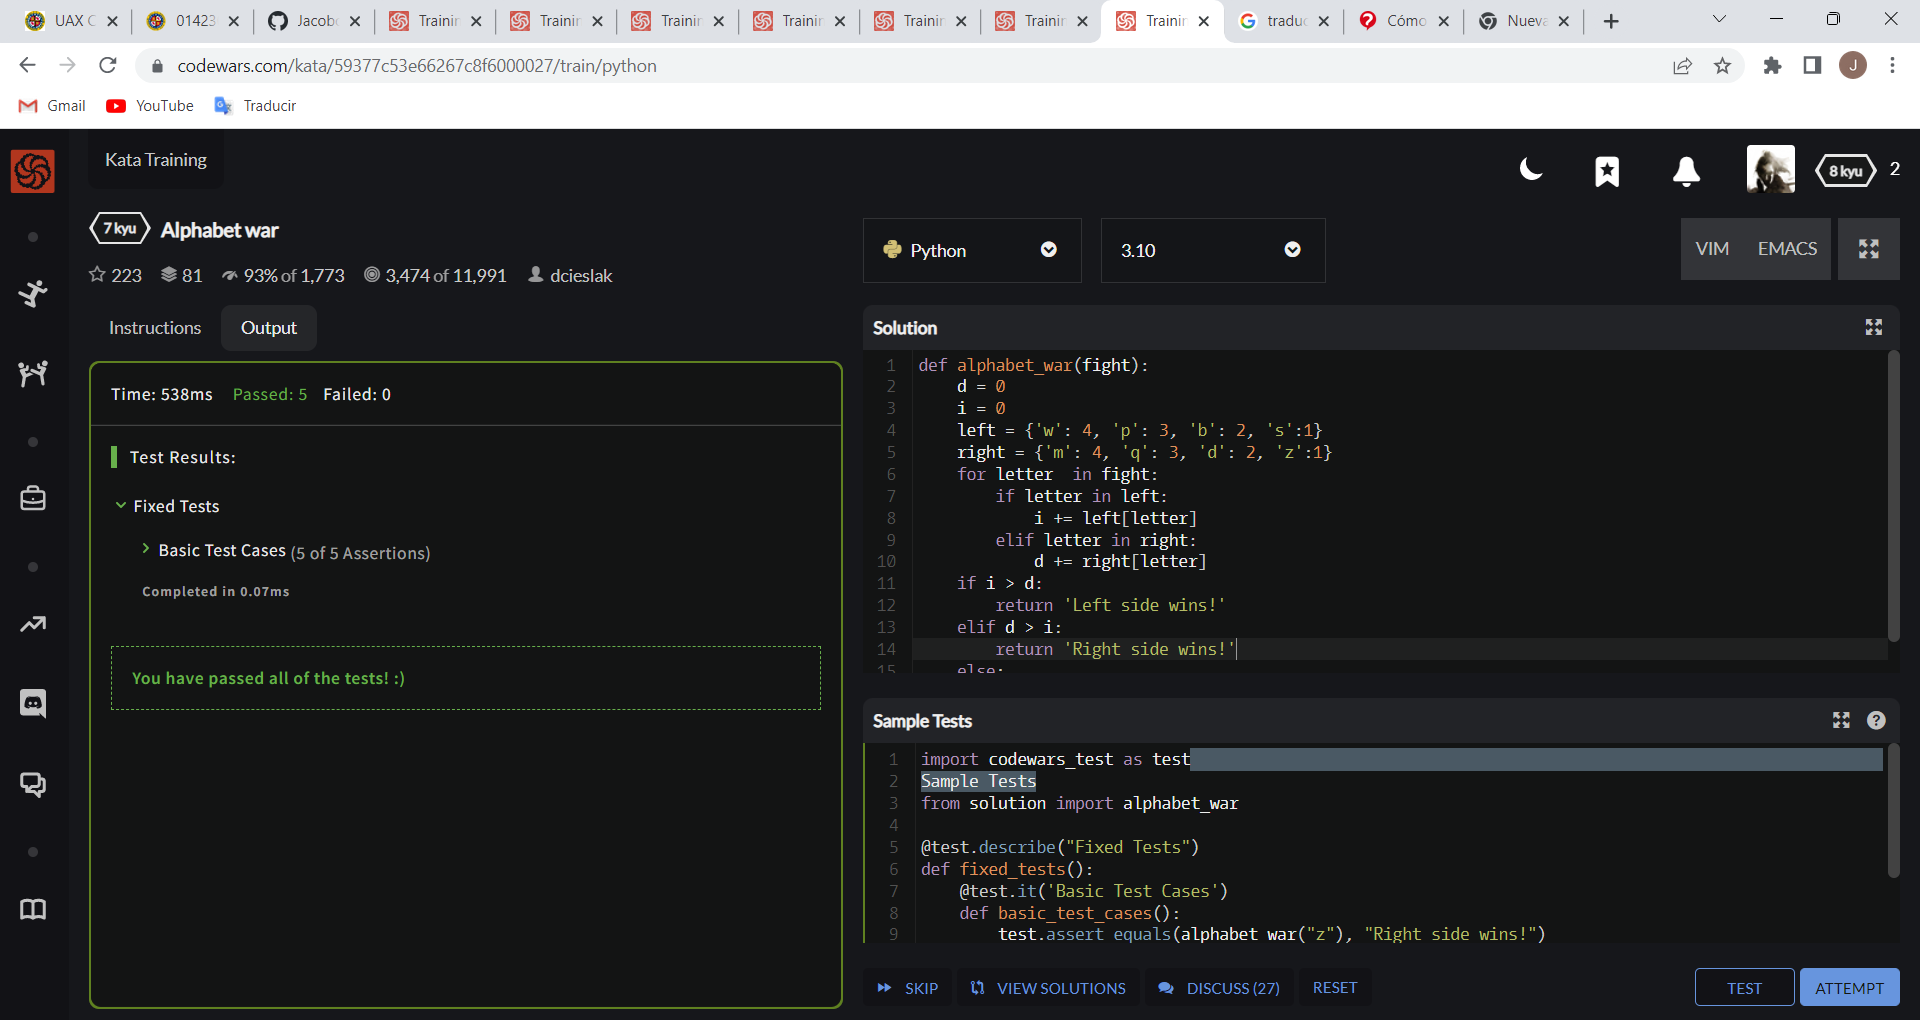 UAX C
01423
Jacob
Trainin
Trainin
Trainin
Trainin
Trainin
Trainin
Trainin
traduc
Cómo
Nueva
codewars.com/kata/59377c53e66267c8f6000027/train/python
J
Gmail
YouTube
Traducir
Kata Training
8 kyu
2
7 kyu
Alphabet war
223
81
93% of 1,773
3,474 of 11,991
dcieslak
Python
3.10
VIM
EMACS
Instructions
Output
Time: 538ms Passed: 5 Failed: 0
Test Results:
Fixed Tests
Basic Test Cases (5 of 5 Assertions)
Completed in 0.07ms
You have passed all of the tests! :)
Solution
1 def alphabet_war(fight):
2     d = 0
3     i = 0
4     left = {'w': 4, 'p': 3, 'b': 2, 's':1}
5     right = {'m': 4, 'q': 3, 'd': 2, 'z':1}
6     for letter  in fight:
7         if letter in left:
8             i += left[letter]
9         elif letter in right:
10             d += right[letter]
11     if i > d:
12         return 'Left side wins!'
13     elif d > i:
14         return 'Right side wins!'
15     else:
Sample Tests
?
1 import codewars_test as test
2 Sample Tests
3 from solution import alphabet_war
4
5 @test.describe("Fixed Tests")
6 def fixed_tests():
7     @test.it('Basic Test Cases')
8     def basic_test_cases():
9         test.assert_equals(alphabet_war("z"), "Right side wins!")
SKIP
VIEW SOLUTIONS
DISCUSS (27)
RESET
TEST
ATTEMPT